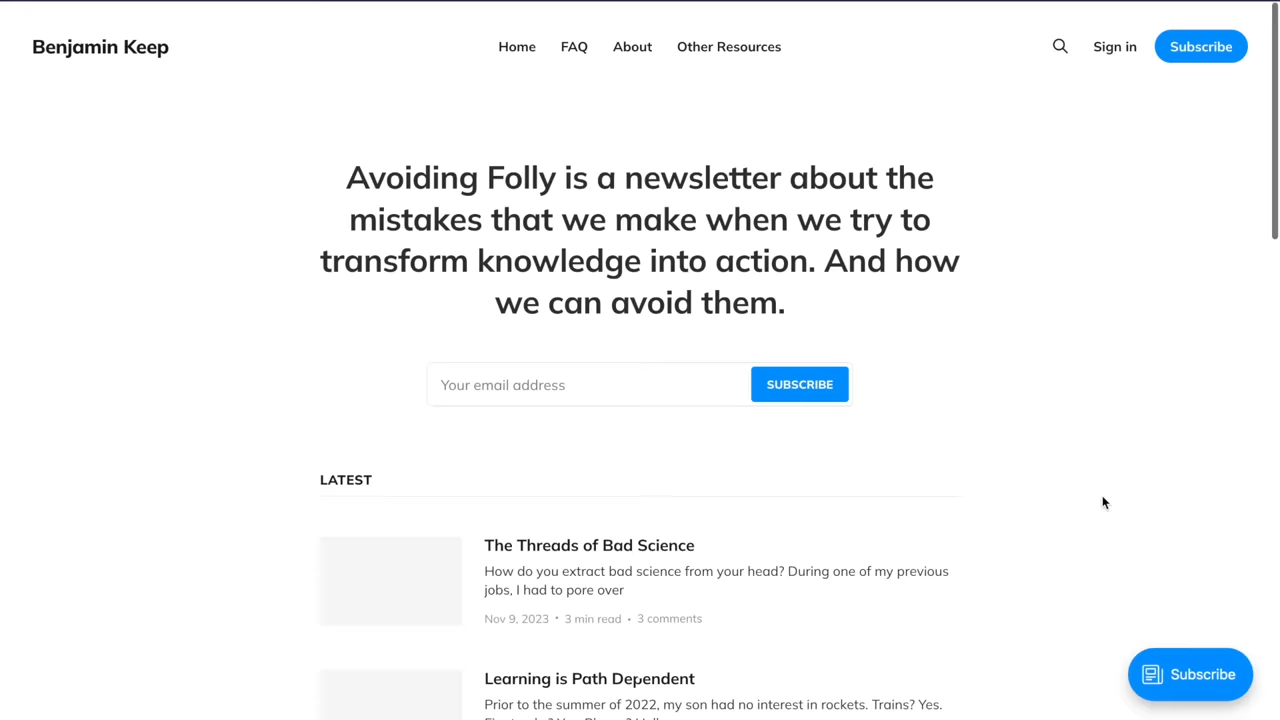 Benjamin Keep
Home FAQ About Other Resources
Sign in Subscribe
Avoiding Folly is a newsletter about the
mistakes that we make when we try to
transform knowledge into action. And how
we can avoid them.
Your email address SUBSCRIBE
LATEST
The Threads of Bad Science
How do you extract bad science from your head? During one of my previous
jobs, I had to pore over
Nov 9, 2023 • 3 min read • 3 comments
Learning is Path Dependent
Prior to the summer of 2022, my son had no interest in rockets. Trains? Yes.
Subscribe